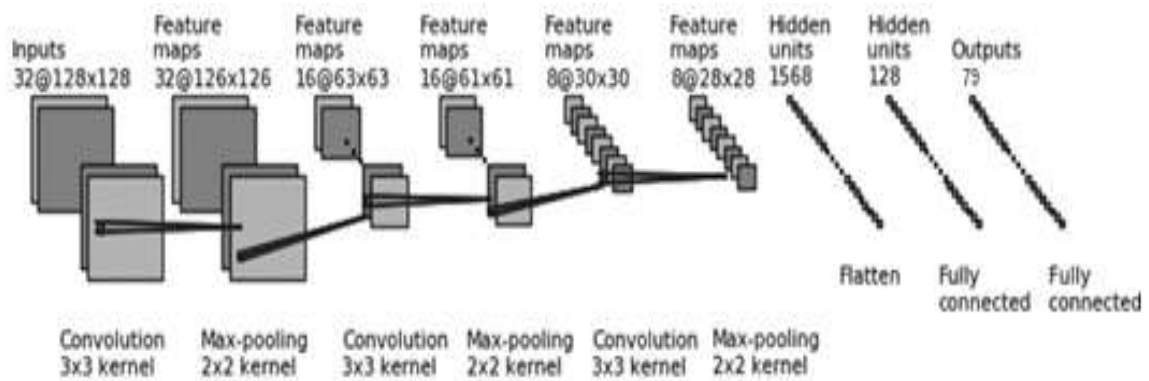 Inputs
32@128x128
Feature
maps
32@126x126
Feature
maps
16@63x63
Feature
maps
16@61x61
Feature
maps
8@30x30
Feature
maps
8@28x28
Hidden
units
1568
Hidden
units
128
Outputs
79
Flatten
Fully
connected
Fully
connected
Convolution
3x3 kernel
Max-pooling
2x2 kernel
Convolution
3x3 kernel
Max-pooling
2x2 kernel
Convolution
3x3 kernel
Max-pooling
2x2 kernel